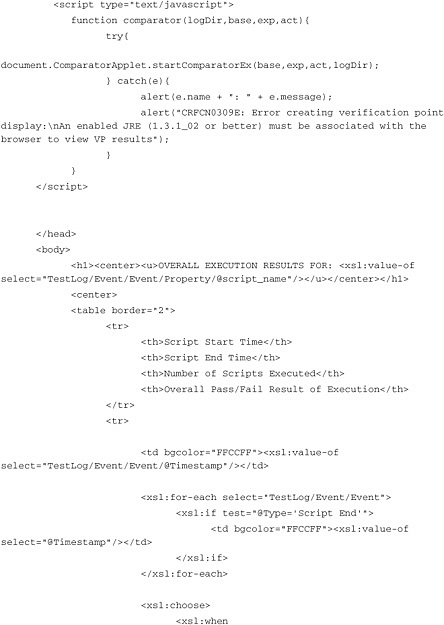 <script type="text/javascript">
function comparator(logDir,base,exp,act){
try{
document.ComparatorApplet.startComparatorEx(base,exp,act,logDir);
} catch(e){
alert(e.name + ": " + e.message);
alert("CRFCN0309E: Error creating verification point
display:\nAn enabled JRE (1.3.1_02 or better) must be associated with the
browser to view VP results");
}
}
</script>
</head>
<body>
<h1><center><u>OVERALL EXECUTION RESULTS FOR: <xsl:value-of
select="TestLog/Event/Event/Property/@script_name"/></u></center></h1>
<center>
<table border="2">
<tr>
<th>Script Start Time</th>
<th>Script End Time</th>
<th>Number of Scripts Executed</th>
<th>Overall Pass/Fail Result of Execution</th>
</tr>
<tr>
<td bgcolor="FFCCFF"><xsl:value-of
select="TestLog/Event/Event/@Timestamp"/></td>
<xsl:for-each select="TestLog/Event/Event">
<xsl:if test="@Type='Script End'">
<td bgcolor="FFCCFF"><xsl:value-of
select="@Timestamp"/></td>
</xsl:if>
</xsl:for-each>
<xsl:choose>
<xsl:when